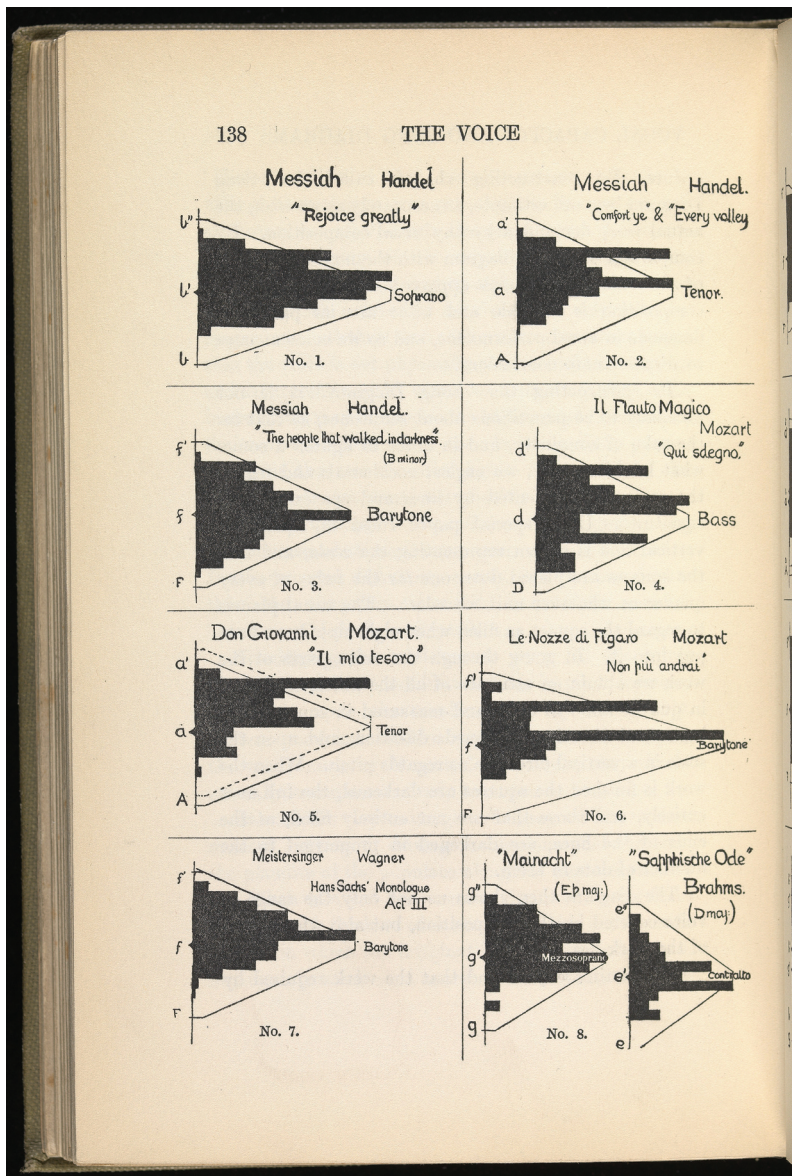 138 THE VOICE
Messiah Handel
"Rejoice greatly"
b"
b'
b
Soprano
No. 1.
Messiah Handel.
"Comfort ye" & "Every valley
a'
a
A
Tenor.
No. 2.
Messiah Handel.
"The people that walked in darkness".
(B minor)
f'
f
F
Barytone
No. 3.
Il Flauto Magico
Mozart
"Qui sdegno,"
d'
d
D
Bass
No. 4.
Don Giovanni Mozart.
"Il mio tesoro"
a'
a
A
Tenor
No. 5.
Le Nozze di Figaro Mozart
Non più andrai"
f'
f
F
Barytone
No. 6.
Meistersinger Wagner
Hans Sachs' Monologue
Act III
f'
f
F
Barytone
No. 7.
"Mainacht"
(E♭ maj:)
g"
g'
g
Mezzosoprano
No. 8.
"Sapphische Ode"
Brahms.
(D maj:)
e"
e'
e
Contralto